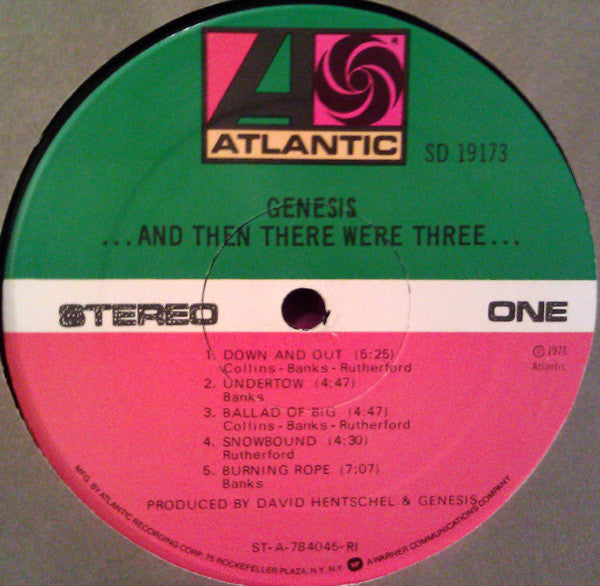 ATLANTIC
SD 19173
GENESIS
...AND THEN THERE WERE THREE...
STEREO ONE
1. DOWN AND OUT (5:25)
Collins - Banks - Rutherford
2. UNDERTOW (4:47)
Banks
3. BALLAD OF BIG (4:47)
Collins - Banks - Rutherford
4. SNOWBOUND (4:30)
Rutherford
5. BURNING ROPE (7:07)
Banks
℗ 1978
Atlantic
PRODUCED BY DAVID HENTSCHEL & GENESIS
ST-A-784045-RI
MFG. BY ATLANTIC RECORDING CORP. 75 ROCKEFELLER PLAZA, N.Y. N.Y. A WARNER COMMUNICATIONS COMPANY